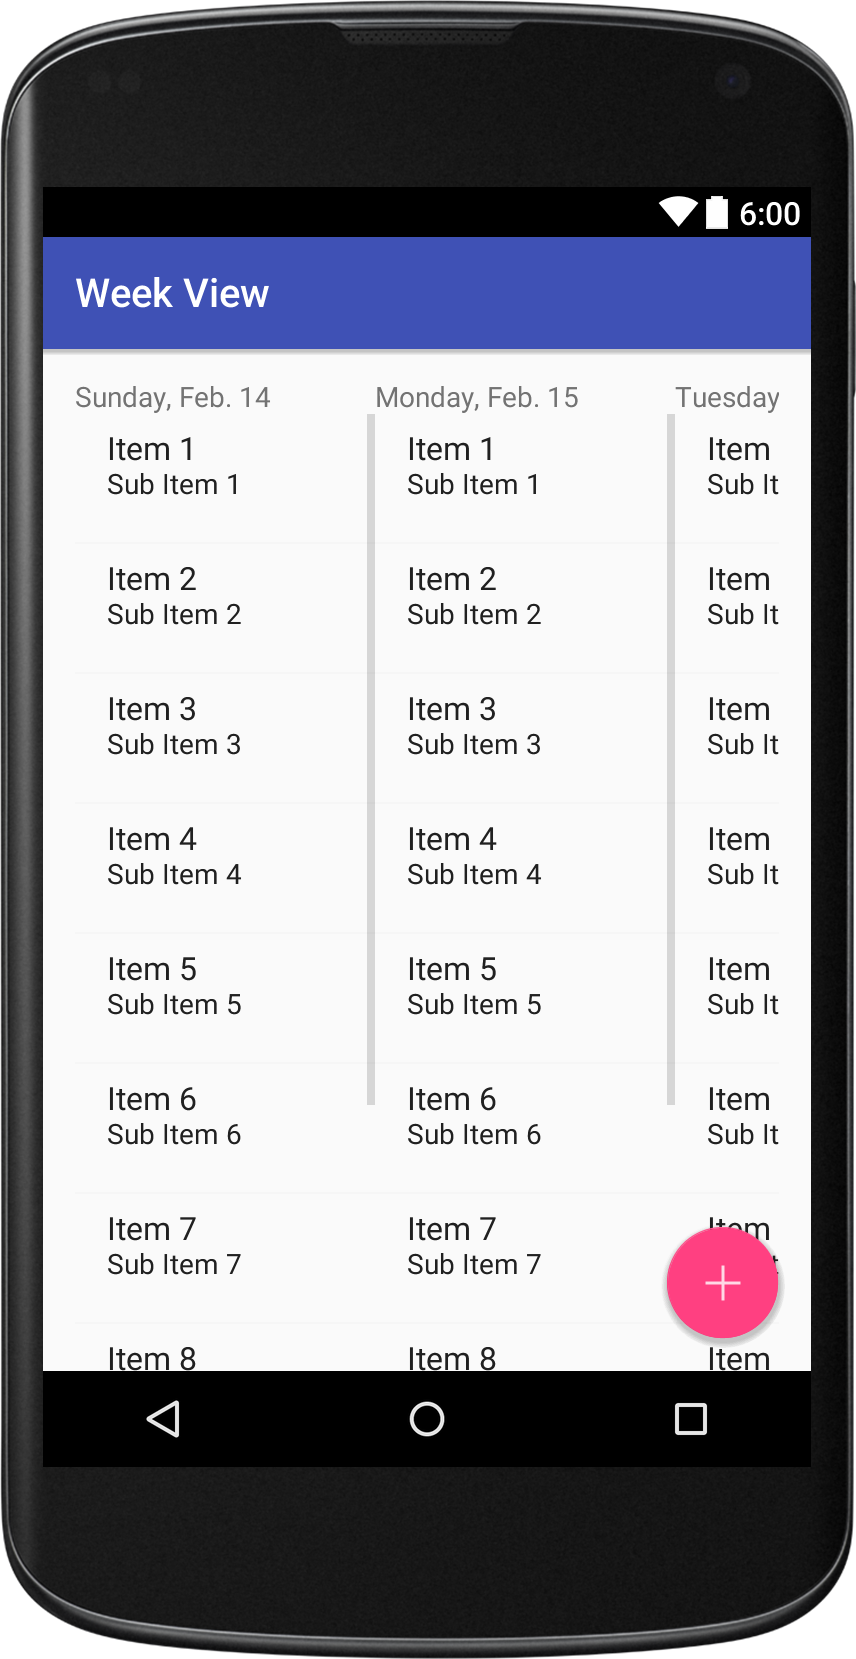 6:00
Week View
Sunday, Feb. 14
Item 1
Sub Item 1
Item 2
Sub Item 2
Item 3
Sub Item 3
Item 4
Sub Item 4
Item 5
Sub Item 5
Item 6
Sub Item 6
Item 7
Sub Item 7
Item 8
Monday, Feb. 15
Item 1
Sub Item 1
Item 2
Sub Item 2
Item 3
Sub Item 3
Item 4
Sub Item 4
Item 5
Sub Item 5
Item 6
Sub Item 6
Item 7
Sub Item 7
Item 8
Tuesday
Item
Sub It
Item
Sub It
Item
Sub It
Item
Sub It
Item
Sub It
Item
Sub It
Item
Item